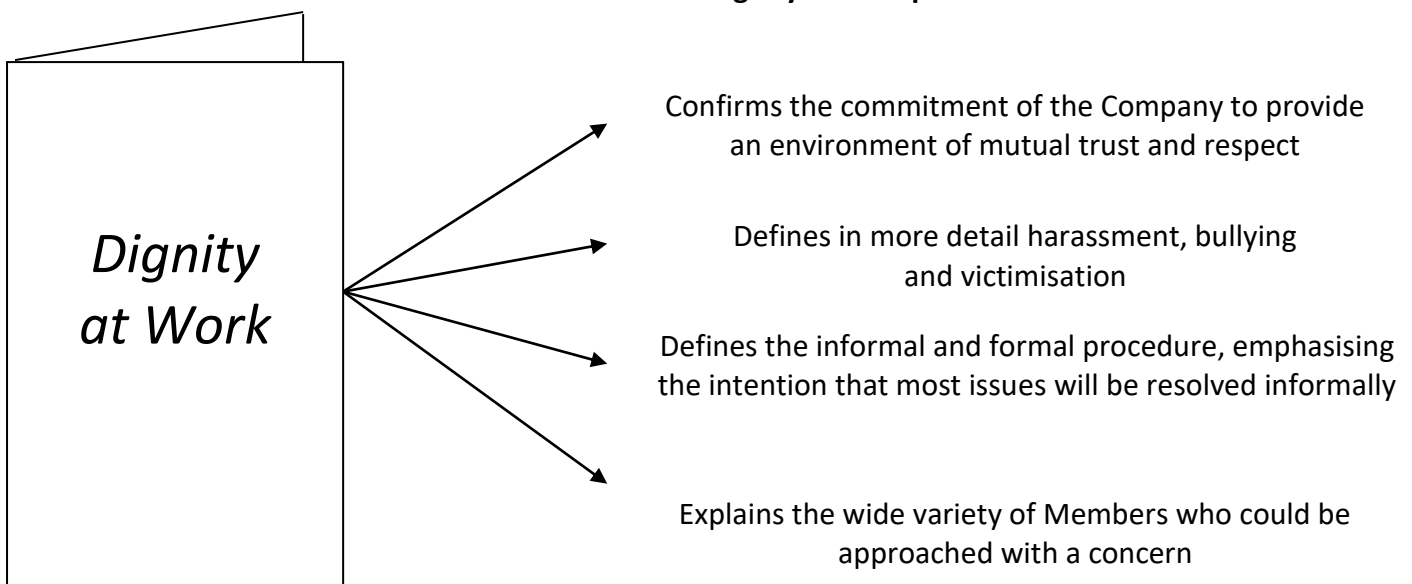 Dignity
at Work
Confirms the commitment of the Company to provide
an environment of mutual trust and respect
Defines in more detail harassment, bullying
and victimisation
Defines the informal and formal procedure, emphasising
the intention that most issues will be resolved informally
Explains the wide variety of Members who could be
approached with a concern